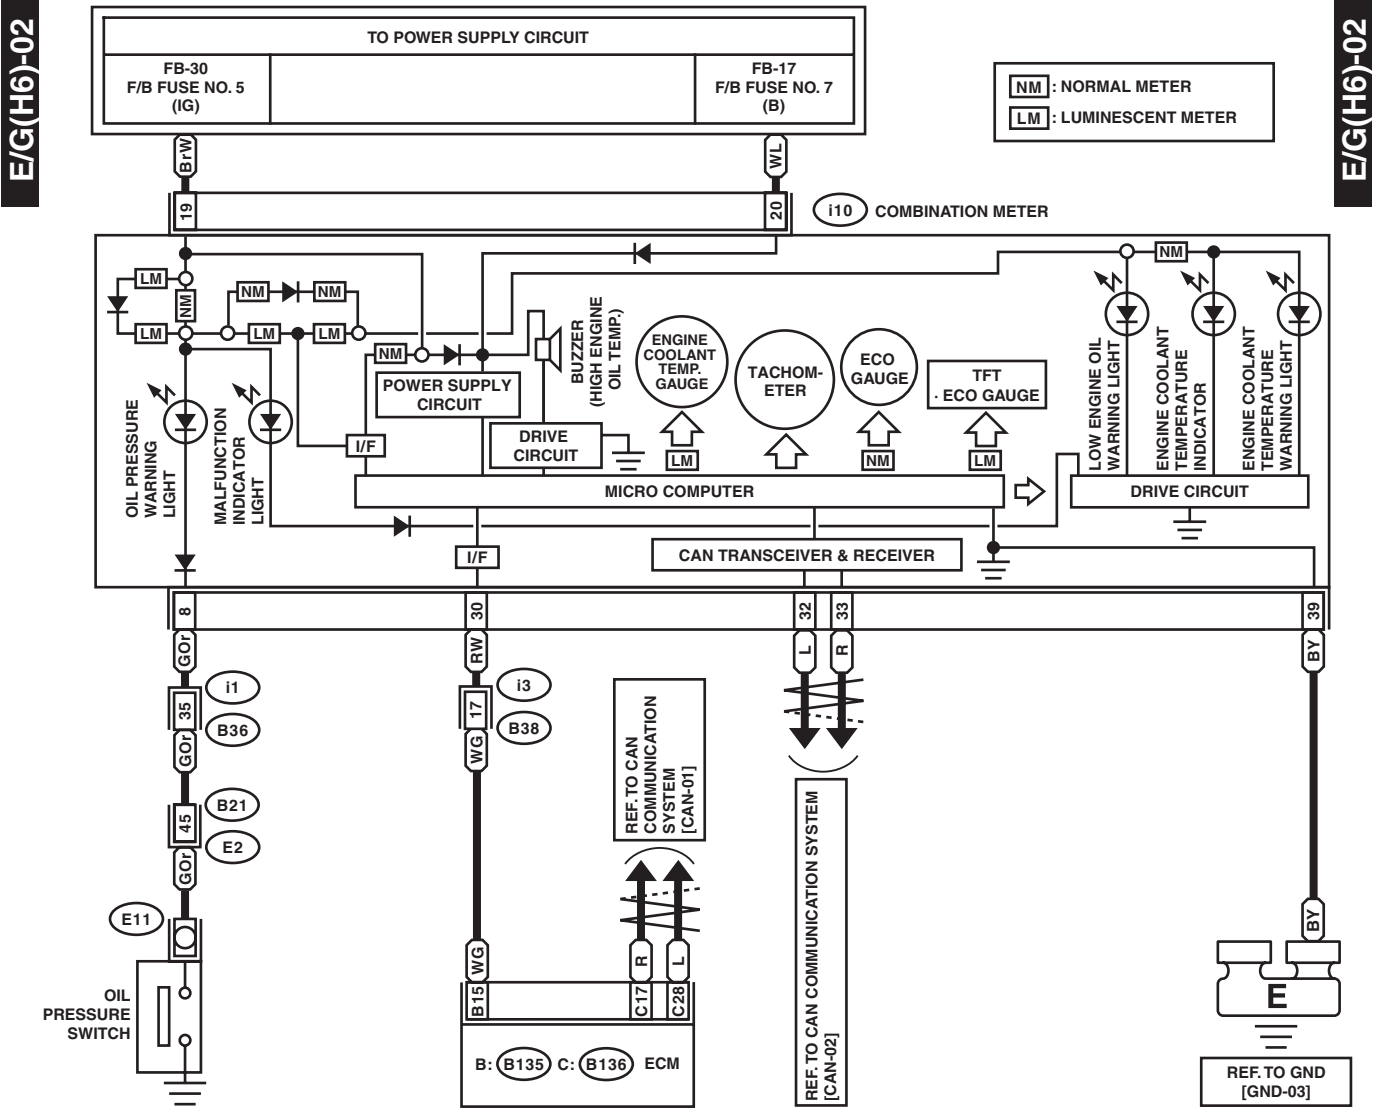 E/G(H6)-02
E/G(H6)-02
TO POWER SUPPLY CIRCUIT
FB-30
F/B FUSE NO. 5
(IG)
FB-17
F/B FUSE NO. 7
(B)
NM : NORMAL METER
LM : LUMINESCENT METER
BrW
WL
19
20
i10 COMBINATION METER
LM
NM
LM
NM
NM
LM
LM
NM
POWER SUPPLY
CIRCUIT
I/F
BUZZER
(HIGH ENGINE
OIL TEMP.)
DRIVE
CIRCUIT
ENGINE
COOLANT
TEMP.
GAUGE
LM
TACHOM-
ETER
ECO
GAUGE
NM
TFT
· ECO GAUGE
LM
NM
LOW ENGINE OIL
WARNING LIGHT
ENGINE COOLANT
TEMPERATURE
INDICATOR
ENGINE COOLANT
TEMPERATURE
WARNING LIGHT
OIL PRESSURE
WARNING
LIGHT
MALFUNCTION
INDICATOR
LIGHT
MICRO COMPUTER
DRIVE CIRCUIT
I/F
CAN TRANSCEIVER & RECEIVER
8
30
32
33
39
GOr
RW
L
R
BY
35
i1
B36
GOr
17
i3
B38
WG
45
B21
E2
GOr
E11
OIL
PRESSURE
SWITCH
REF. TO CAN
COMMUNICATION
SYSTEM
[CAN-01]
REF. TO CAN COMMUNICATION SYSTEM
[CAN-02]
WG
R
L
B15
C17
C28
B: B135 C: B136 ECM
BY
E
REF. TO GND
[GND-03]